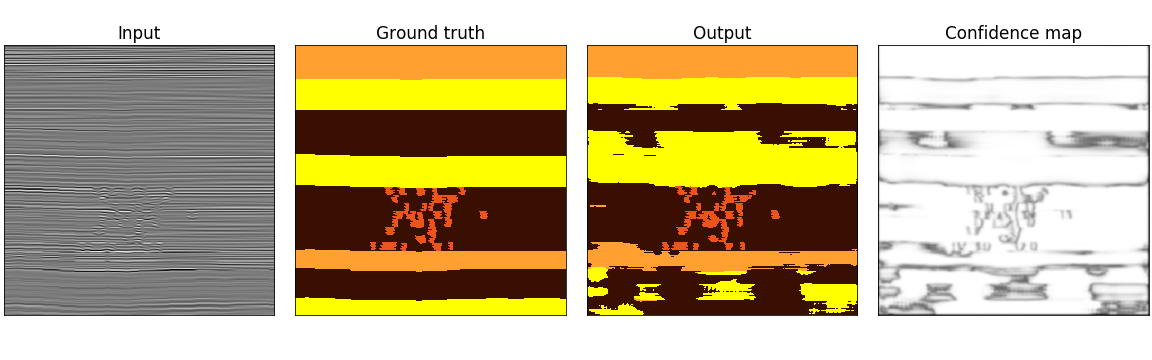 Input
Ground truth
Output
Confidence map